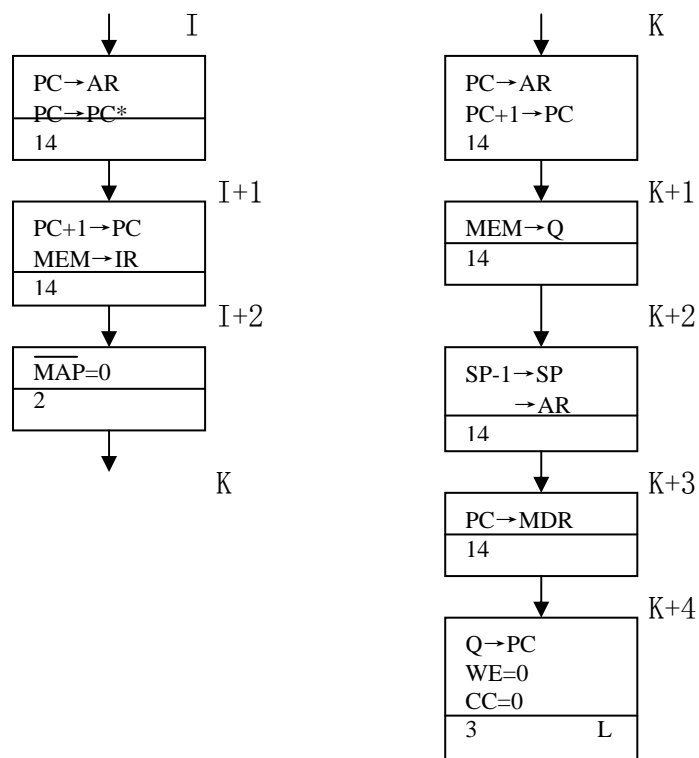 I
PC→AR
PC→PC*
14
I+1
PC+1→PC
MEM→IR
14
I+2
M̅A̅P̅=0
2
K
K
PC→AR
PC+1→PC
14
K+1
MEM→Q
14
K+2
SP-1→SP
→AR
14
K+3
PC→MDR
14
K+4
Q→PC
WE=0
CC=0
3 L